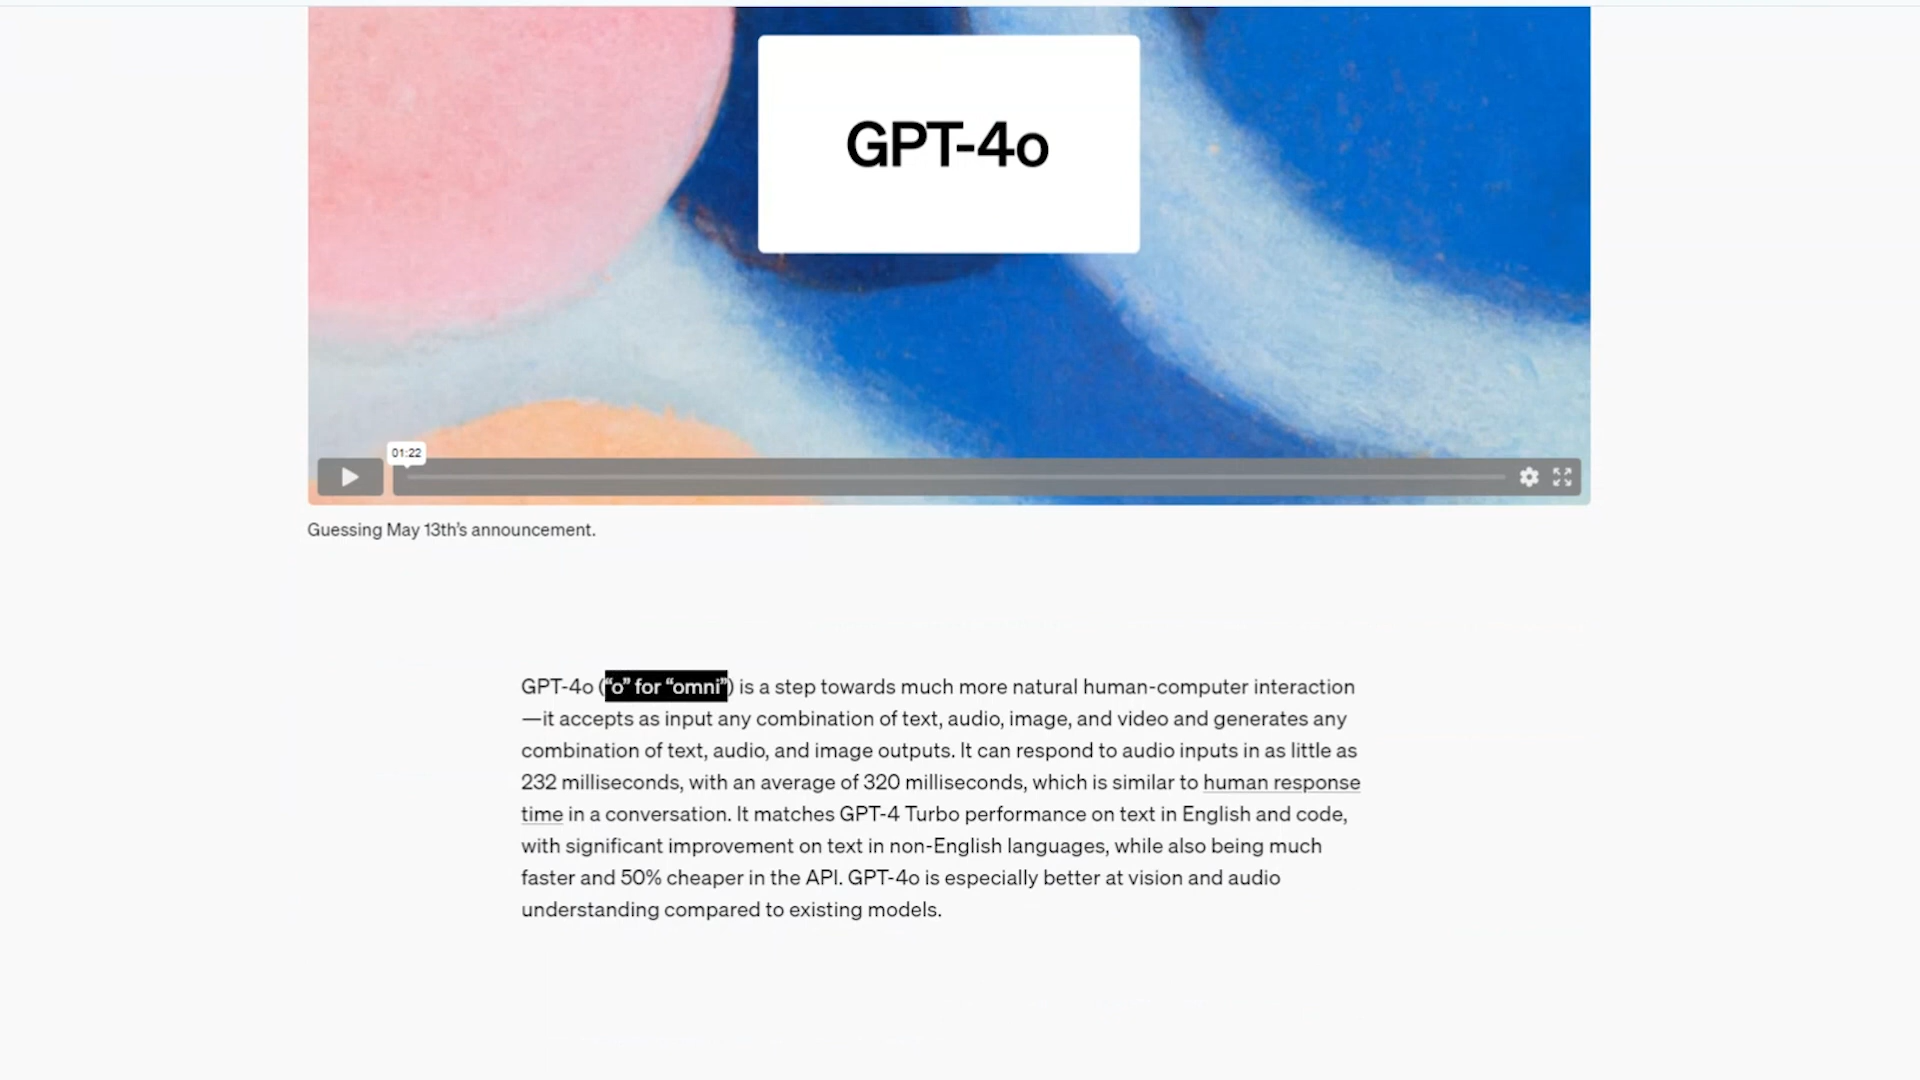 GPT-4o
01:22
Guessing May 13th’s announcement.
GPT-4o (“o” for “omni”) is a step towards much more natural human-computer interaction
—it accepts as input any combination of text, audio, image, and video and generates any
combination of text, audio, and image outputs. It can respond to audio inputs in as little as
232 milliseconds, with an average of 320 milliseconds, which is similar to human response
time in a conversation. It matches GPT-4 Turbo performance on text in English and code,
with significant improvement on text in non-English languages, while also being much
faster and 50% cheaper in the API. GPT-4o is especially better at vision and audio
understanding compared to existing models.